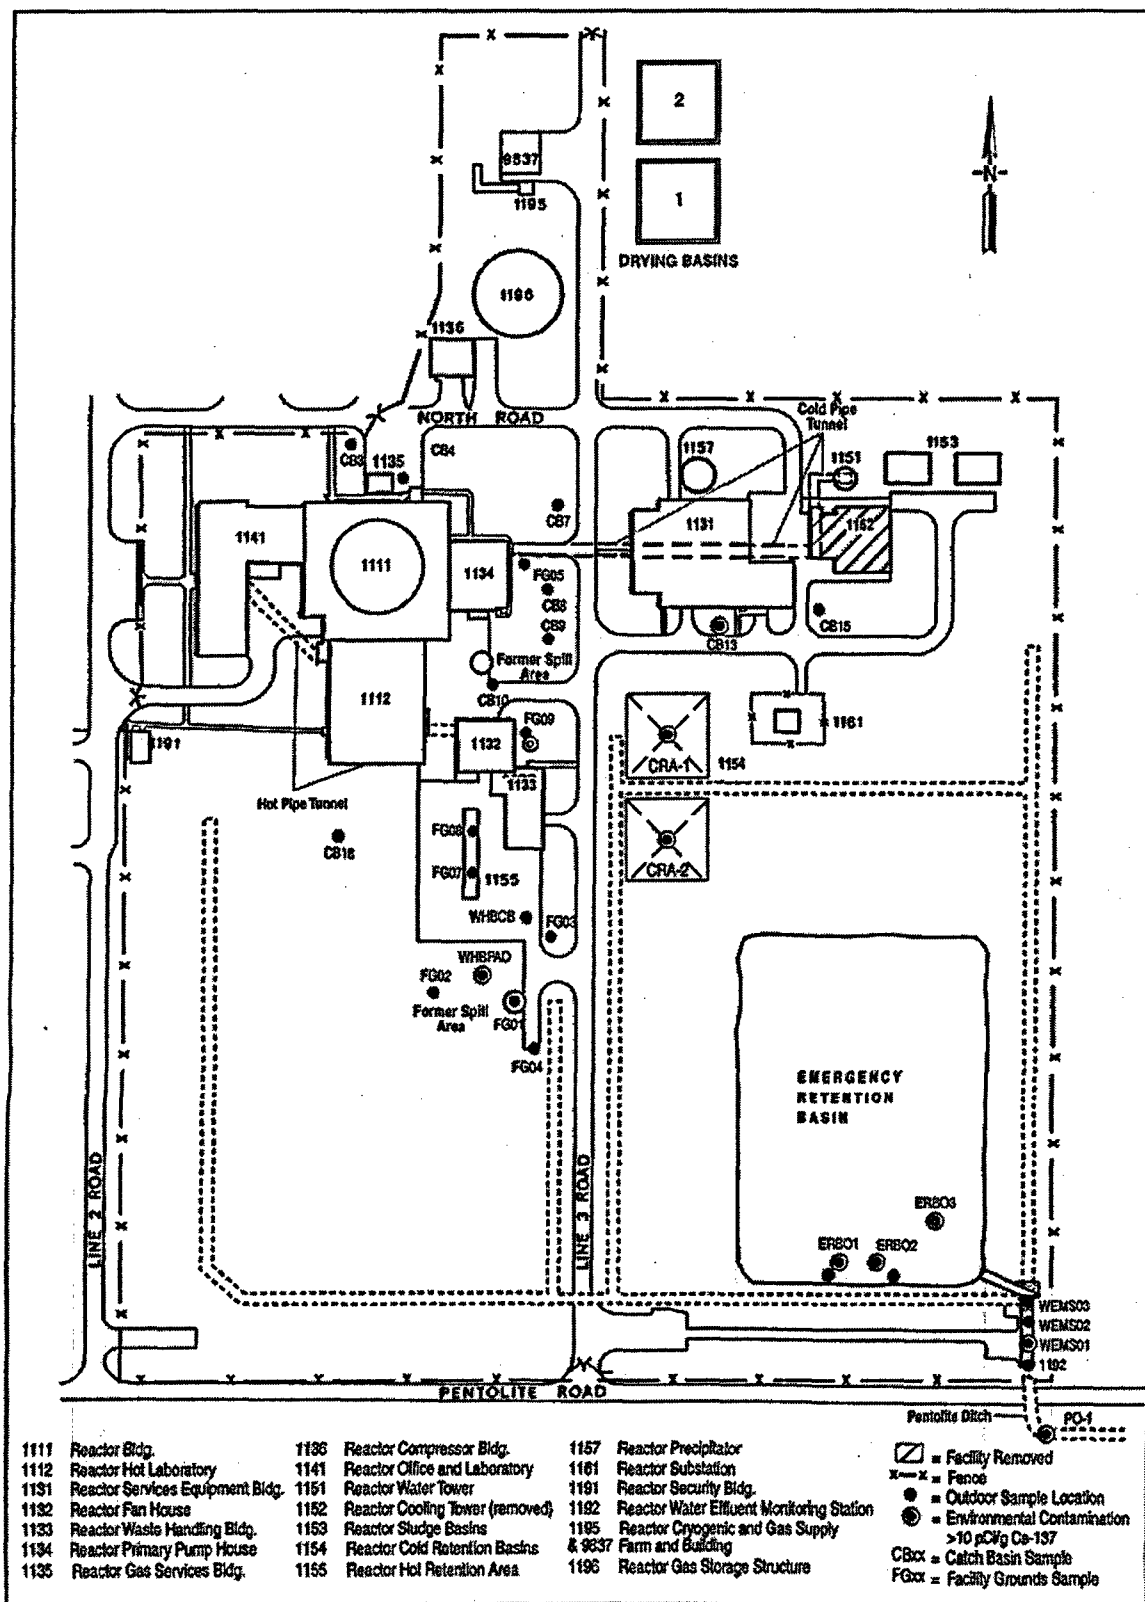 2
9837
1
1195
DRYING BASINS
N
1196
1136
NORTH ROAD
Cold Pipe
Tunnel
CB3
1135
CB4
1157
1151
1153
CB7
1141
1131
1152
1111
1134
FG05
CB8
CB9
CB15
CB13
Former Spill
Area
CB10
1112
FG09
1161
1132
1191
CRA-1
1154
1133
Hot Pipe Tunnel
CB16
FG08
CRA-2
FG07
1155
WHBCB
FG03
WHBPAD
FG02
Former Spill
Area
FG01
FG04
EMERGENCY
RETENTION
BASIN
LINE 2 ROAD
LINE 3 ROAD
ERBO3
ERBO1
ERBO2
WEMS03
WEMS02
WEMS01
1192
PENTOLITE ROAD
Pentolite Ditch
PO-1
1111 Reactor Bldg.
1112 Reactor Hot Laboratory
1131 Reactor Services Equipment Bldg.
1132 Reactor Fan House
1133 Reactor Waste Handling Bldg.
1134 Reactor Primary Pump House
1135 Reactor Gas Services Bldg.
1136 Reactor Compressor Bldg.
1141 Reactor Office and Laboratory
1151 Reactor Water Tower
1152 Reactor Cooling Tower (removed)
1153 Reactor Sludge Basins
1154 Reactor Cold Retention Basins
1155 Reactor Hot Retention Area
1157 Reactor Precipitator
1161 Reactor Substation
1191 Reactor Security Bldg.
1192 Reactor Water Effluent Monitoring Station
1195 Reactor Cryogenic and Gas Supply
& 9837 Farm and Building
1196 Reactor Gas Storage Structure
= Facility Removed
x—x = Fence
= Outdoor Sample Location
= Environmental Contamination
>10 pCi/g Cs-137
CBxx = Catch Basin Sample
FGxx = Facility Grounds Sample